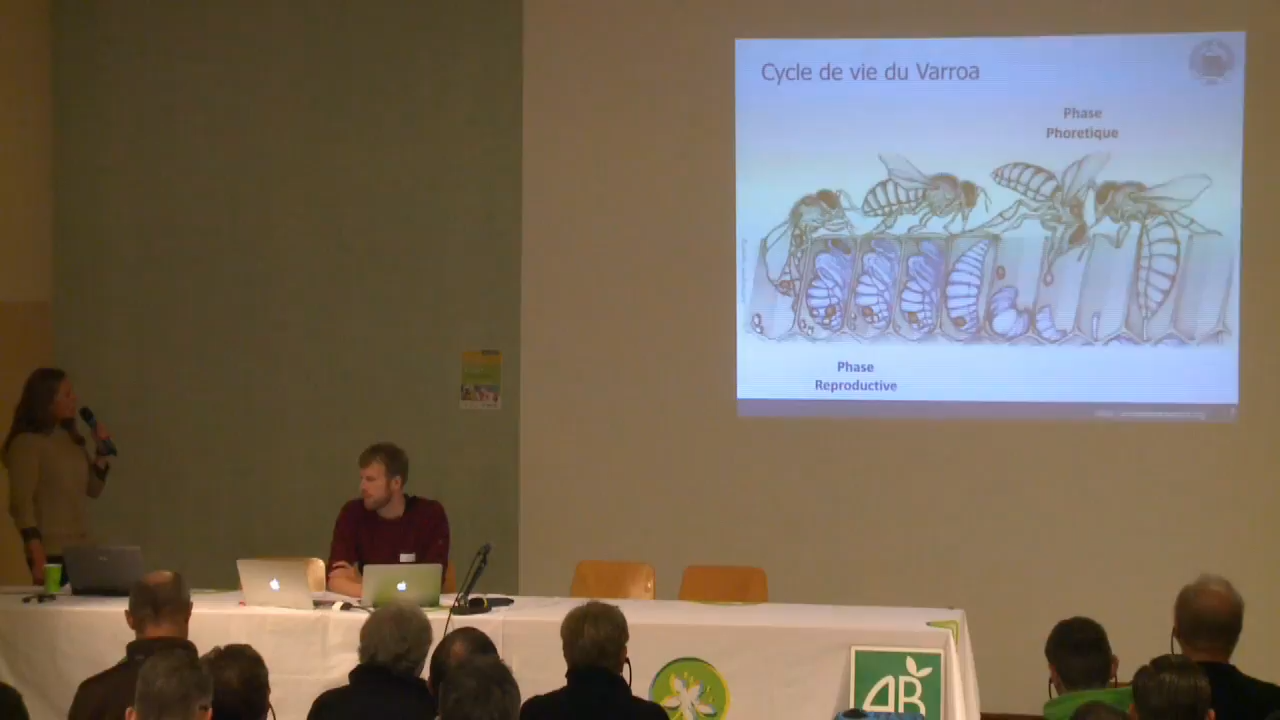 Cycle de vie du Varroa
Phase
Phoretique
Phase
Reproductive
AB